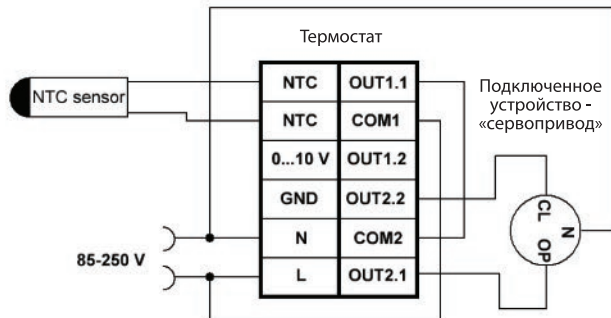 Термостат
NTC sensor
NTC OUT1.1
NTC COM1
0...10 V OUT1.2
GND OUT2.2
N COM2
L OUT2.1
85-250 V
Подключенное
устройство -
«сервопривод»
CL
N
OP